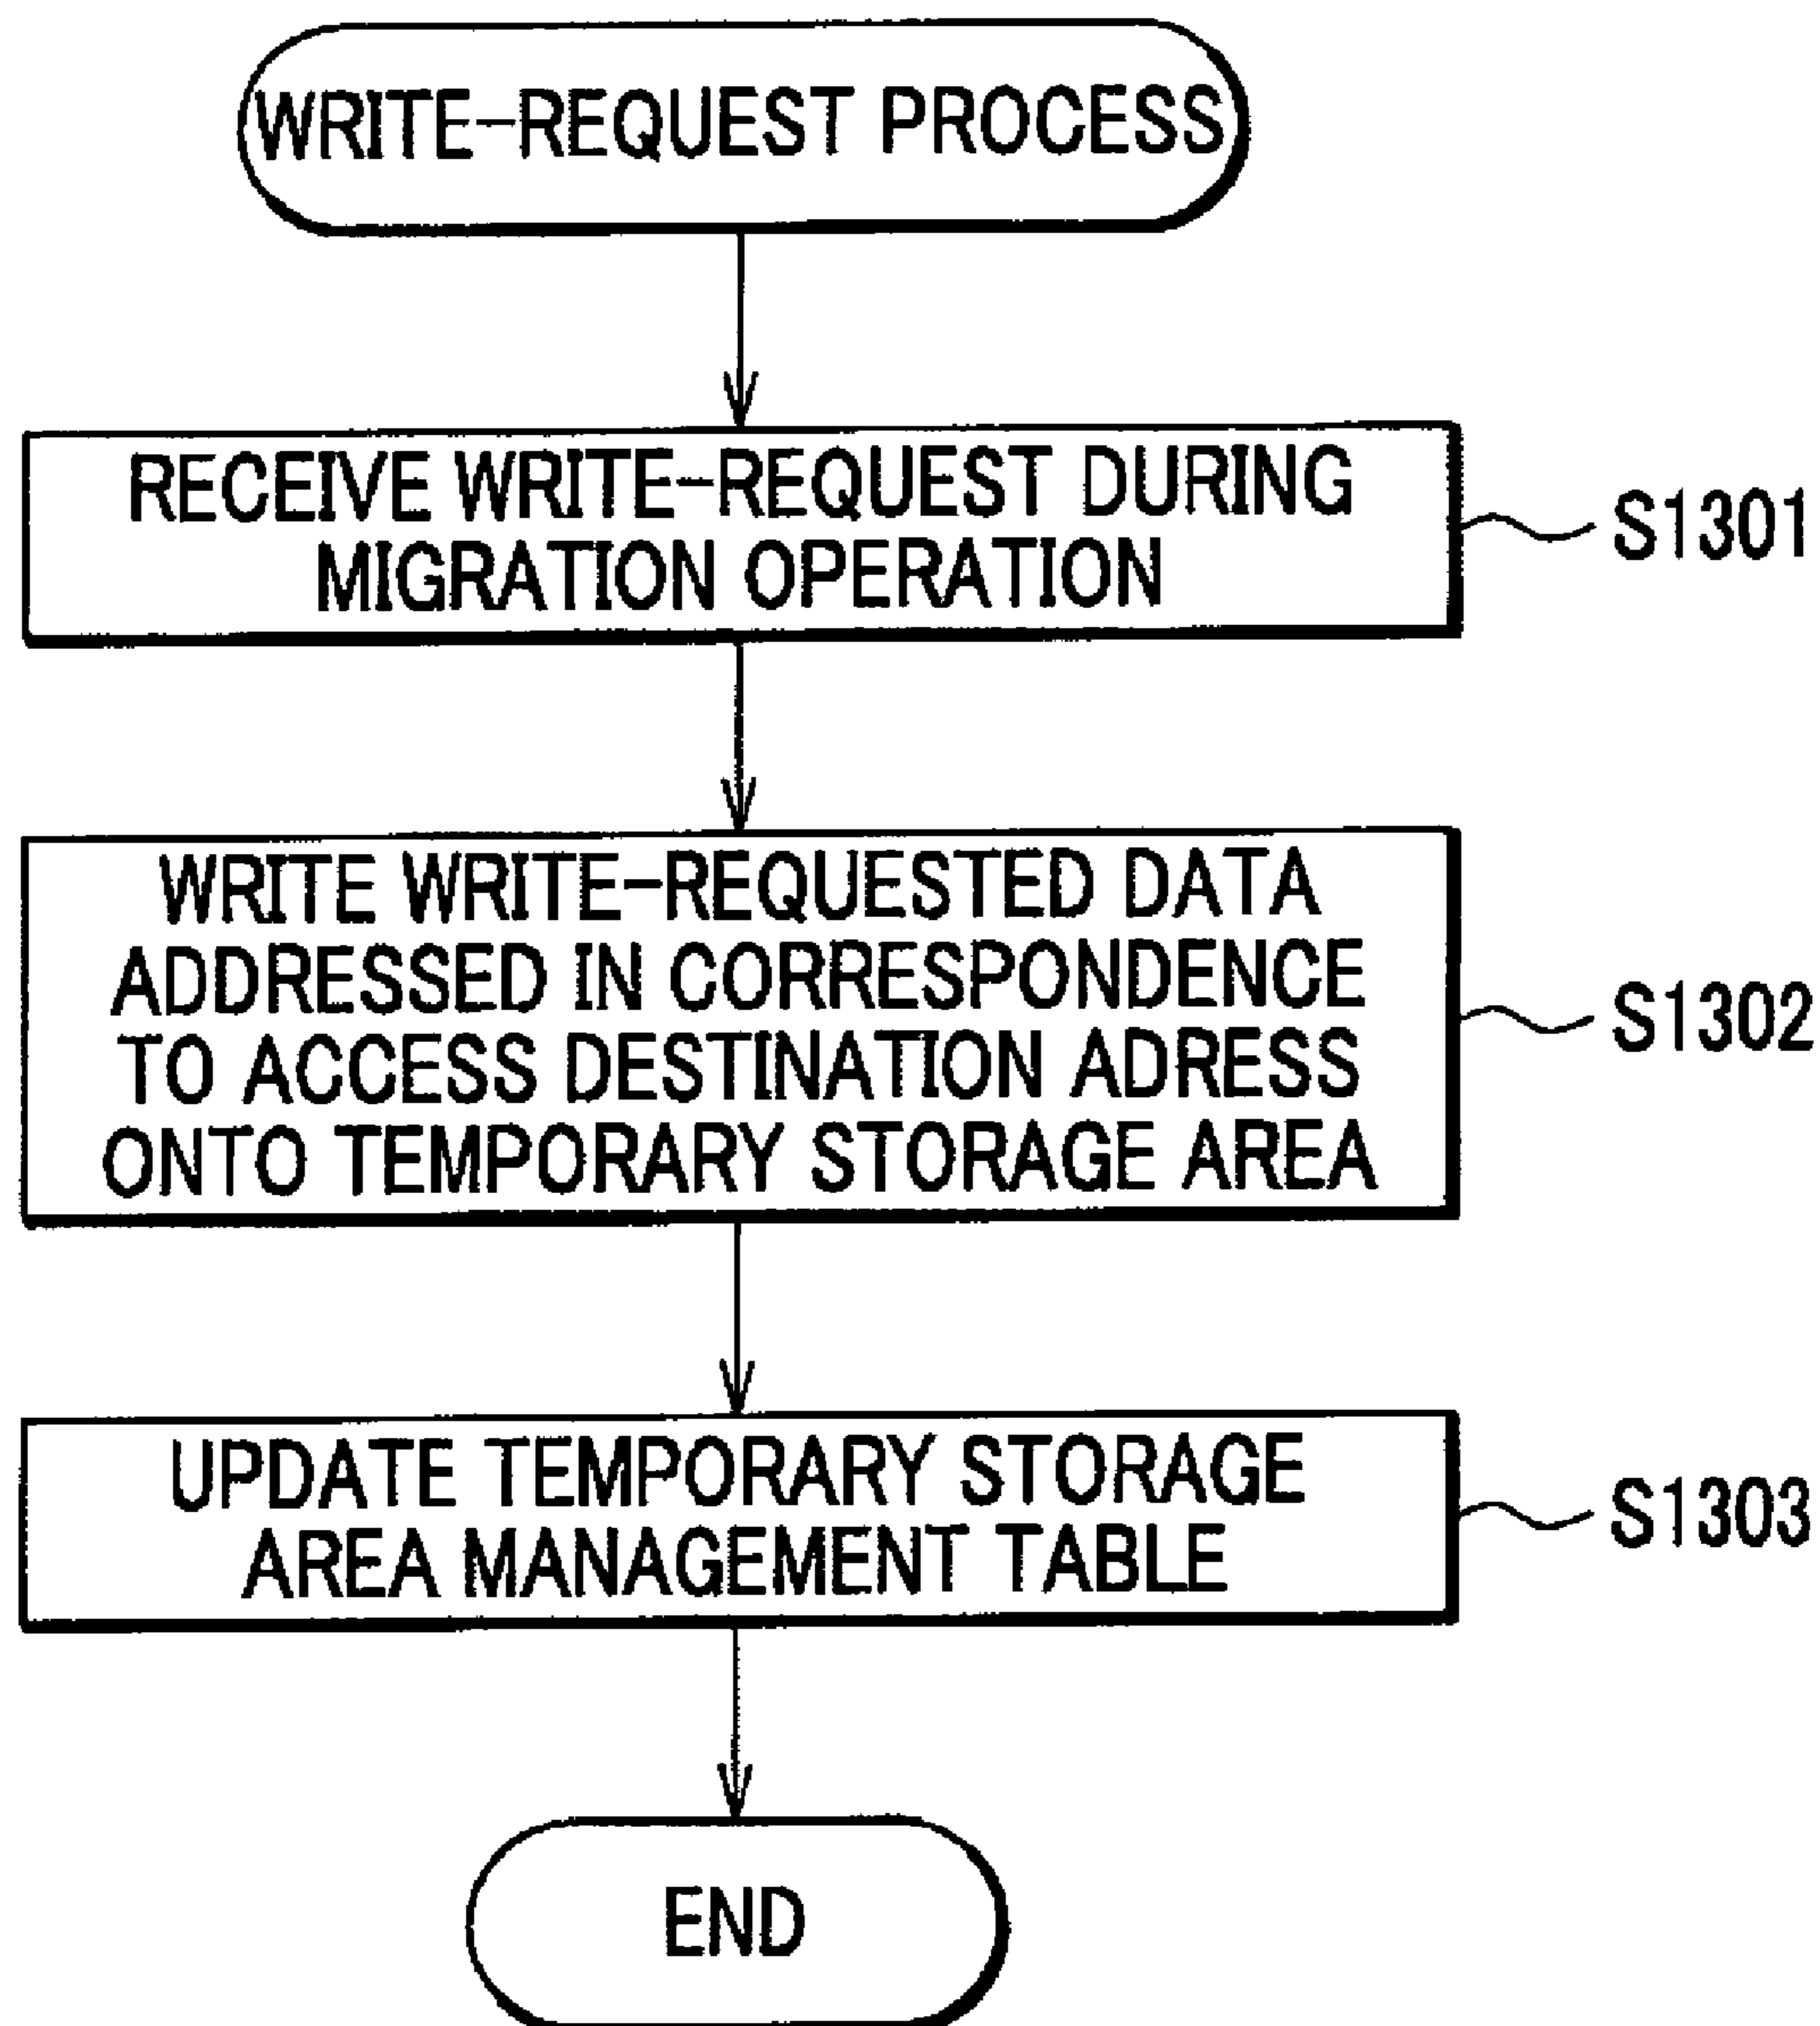 WRITE-REQUEST PROCESS
RECEIVE WRITE-REQUEST DURING
MIGRATION OPERATION
S1301
WRITE WRITE-REQUESTED DATA
ADDRESSED IN CORRESPONDENCE
TO ACCESS DESTINATION ADRESS
ONTO TEMPORARY STORAGE AREA
S1302
UPDATE TEMPORARY STORAGE
AREA MANAGEMENT TABLE
S1303
END